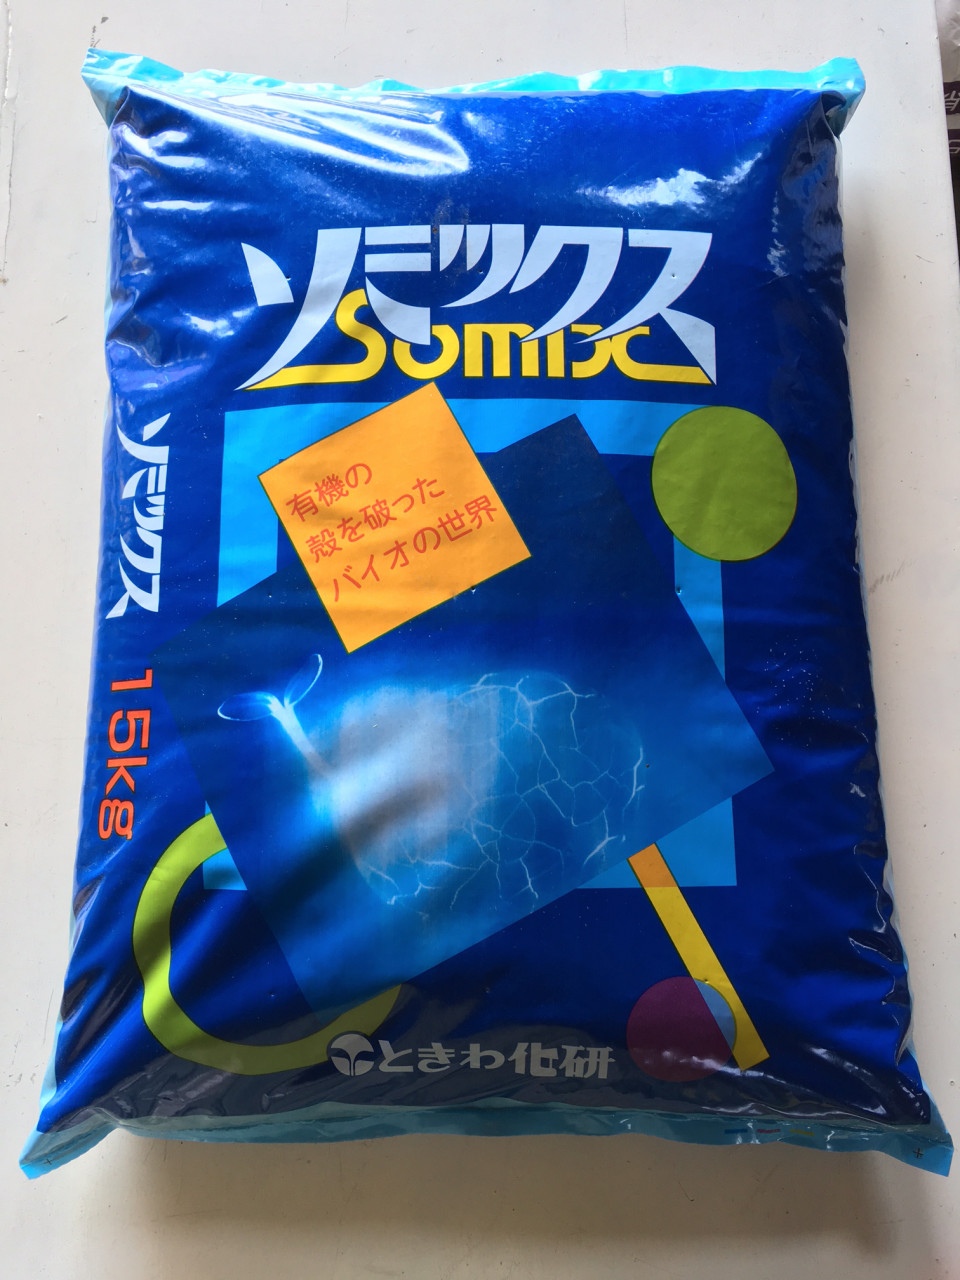 ソミックス
Somix
有機の
殻を破った
バイオの世界
ソミックス
15kg
ときわ化研